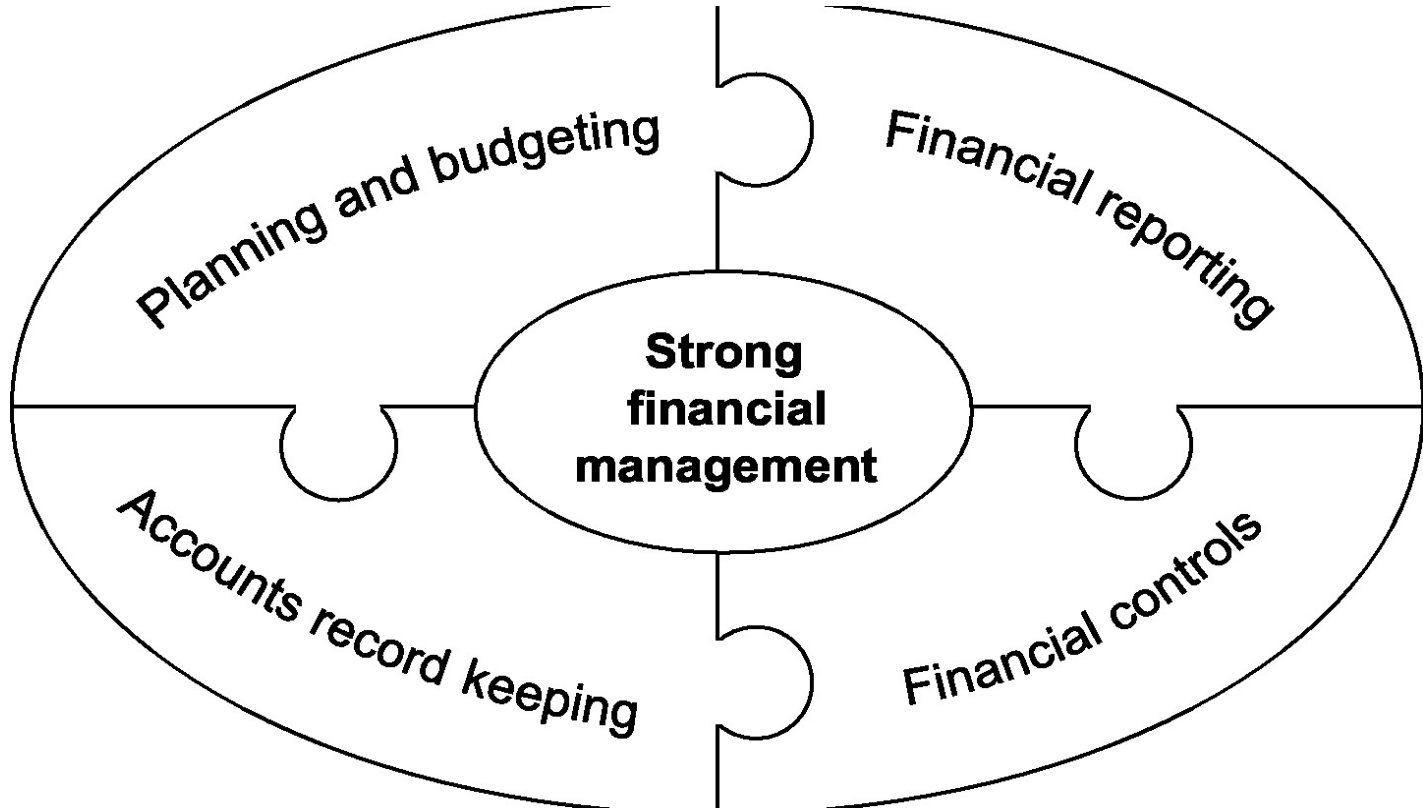 Planning and budgeting
Financial reporting
Strong
financial
management
Accounts record keeping
Financial controls